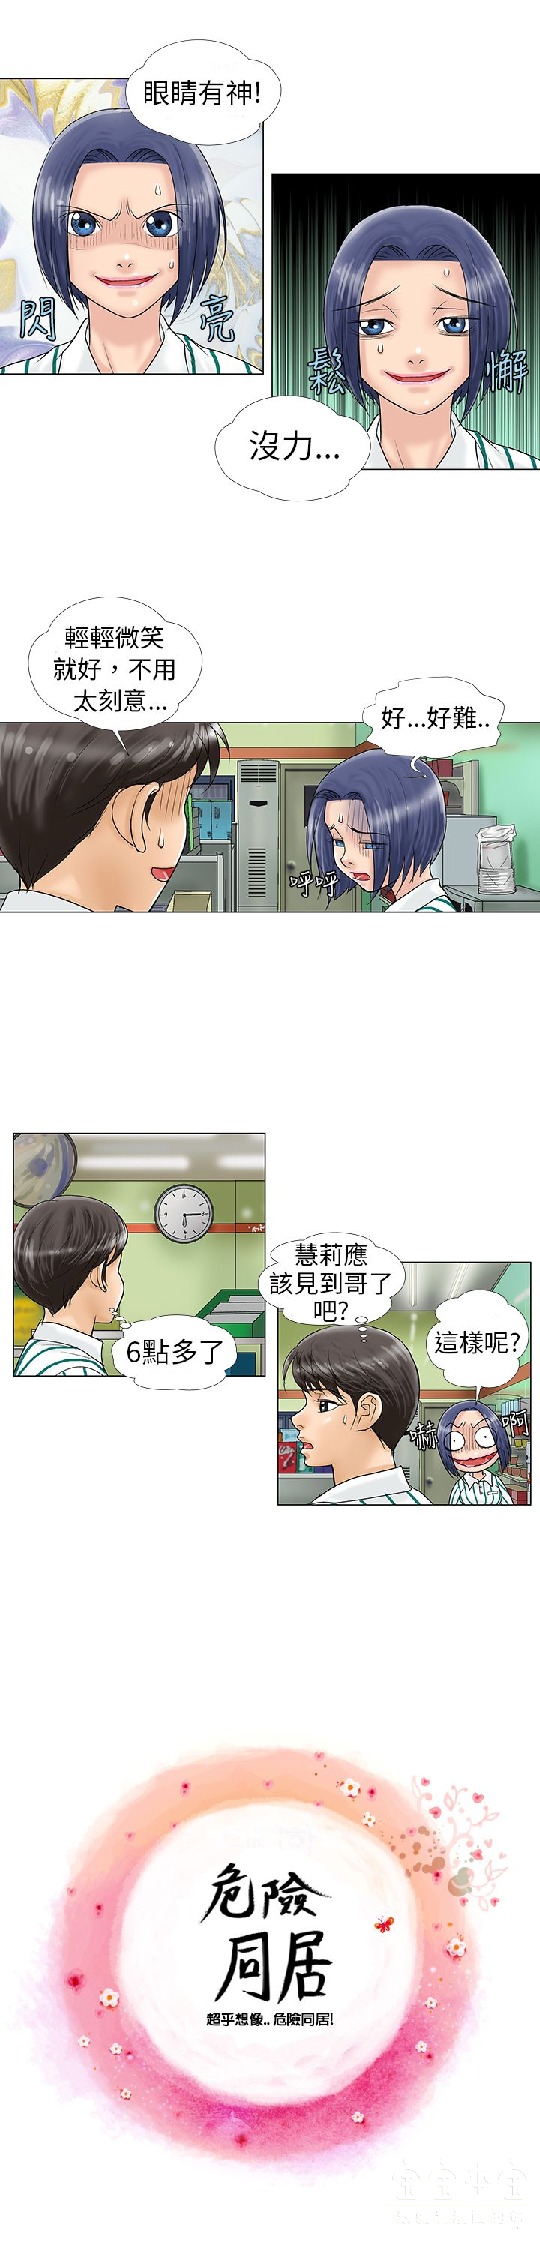 眼睛有神!
閃亮
鬆懈
沒力...
輕輕微笑
就好，不用
太刻意...
好...好難..
呼呼
6點多了
慧莉應
該見到哥了
吧?
這樣呢?
嚇
啊
危險
同居
超乎想像.. 危險同居!